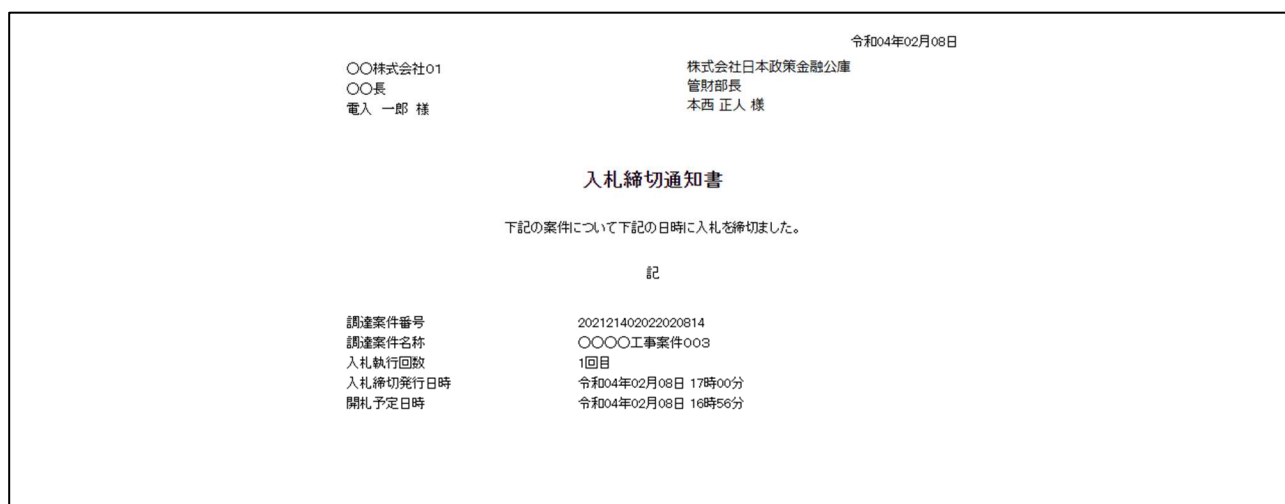 令和04年02月08日
〇〇株式会社01
〇〇長
電入 一郎 様
株式会社日本政策金融公庫
管財部長
本西 正人 様
入札締切通知書
下記の案件について下記の日時に入札を締切ました。
記
調達案件番号 202121402022020814
調達案件名称 〇〇〇〇工事案件003
入札執行回数 1回目
入札締切発行日時 令和04年02月08日 17時00分
開札予定日時 令和04年02月08日 16時56分